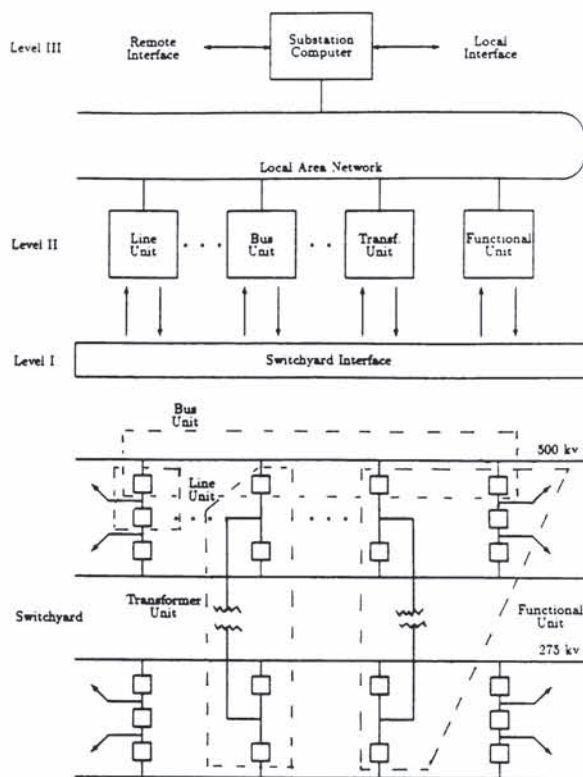 Level III
Remote
Interface
Substation
Computer
Local
Interface
Local Area Network
Level II
Line
Unit
Bus
Unit
Transf.
Unit
Functional
Unit
Level I
Switchyard Interface
Bus
Unit
500 kv
Line
Unit
Switchyard
Transformer
Unit
Functional
Unit
275 kv